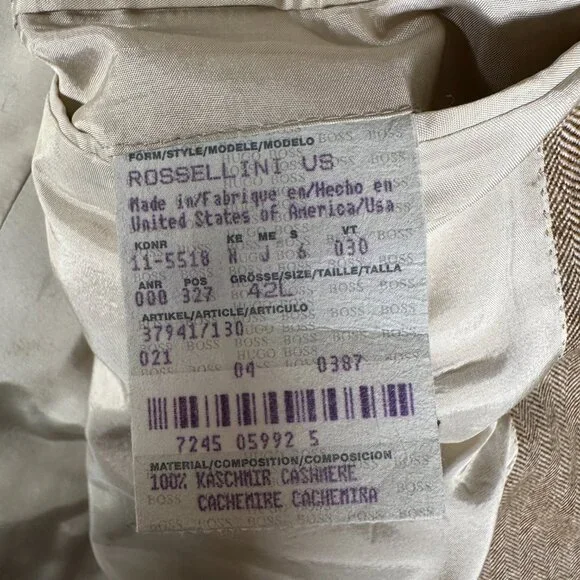 FORM/STYLE/MODELE/MODELO
ROSSELLINI US
Made in/Fabrique en/Hecho en
United States of America/Usa
KDNR KE ME S VT
11-5518 N J 6 030
ANR POS GRÖSSE/SIZE/TAILLE/TALLA
000 327 42L
ARTIKEL/ARTICLE/ARTICULO
37941/130
021
04 0387
7245 05992 5
MATERIAL/COMPOSITION/COMPOSICION
100% KASCHMIR CASHMERE
CACHEMIRE CACHEMIRA